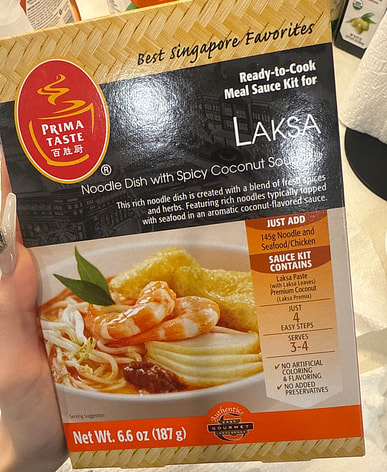 Best Singapore Favorites
Ready-to-Cook
Meal Sauce Kit for
LAKSA
PRIMA
TASTE
百胜厨
®
Noodle Dish with Spicy Coconut Soup
This rich noodle dish is created with a blend of fresh spices
and herbs. Featuring rich noodles typically topped
with seafood in an aromatic coconut-flavored sauce.
JUST ADD
145g Noodle and
Seafood/Chicken
SAUCE KIT
CONTAINS
Laksa Paste
(with Laksa Leaves)
Premium Coconut
(Laksa Premix)
JUST
4
EASY STEPS
SERVES
3-4
✓ NO ARTIFICIAL
COLORING
& FLAVORING
✓ NO ADDED
PRESERVATIVES
Serving Suggestion
Authentic
GOURMET
Net Wt. 6.6 oz (187 g)